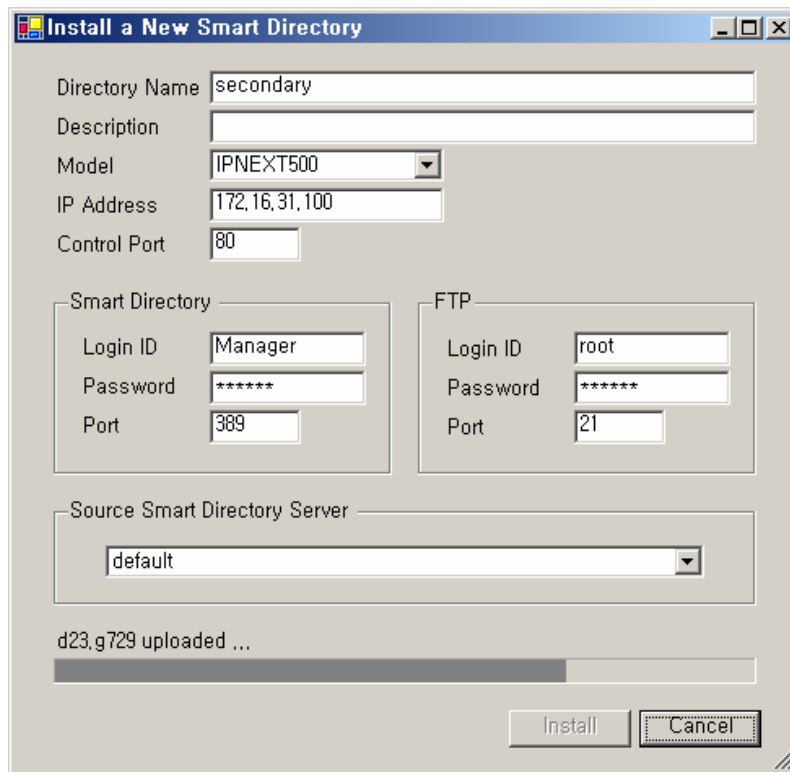 Install a New Smart Directory
Directory Name secondary
Description
Model IPNEXT500
IP Address 172,16,31,100
Control Port 80
Smart Directory
Login ID Manager
Password ******
Port 389
FTP
Login ID root
Password ******
Port 21
Source Smart Directory Server
default
d23,g729 uploaded ,,,
Install Cancel